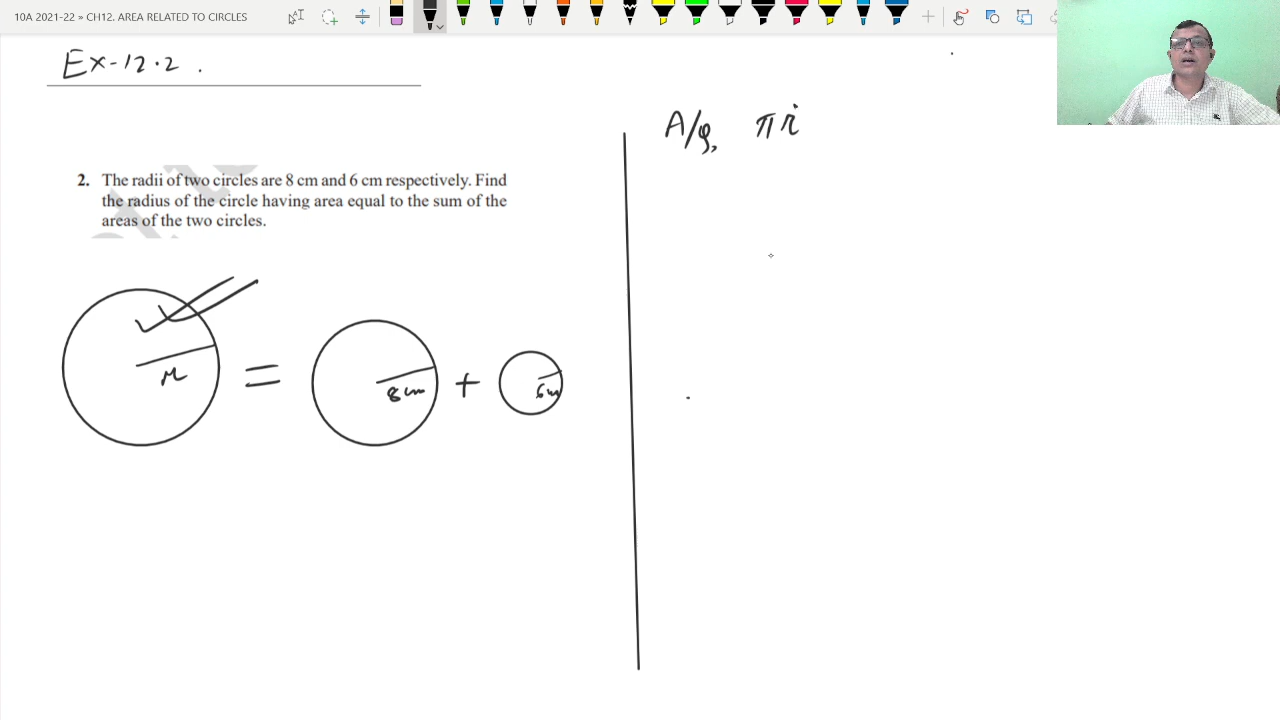 10A 2021-22 » CH12. AREA RELATED TO CIRCLES
Ex-12.2.
2. The radii of two circles are 8 cm and 6 cm respectively. Find
the radius of the circle having area equal to the sum of the
areas of the two circles.
r = 8cm + 6cm
A/q, πr